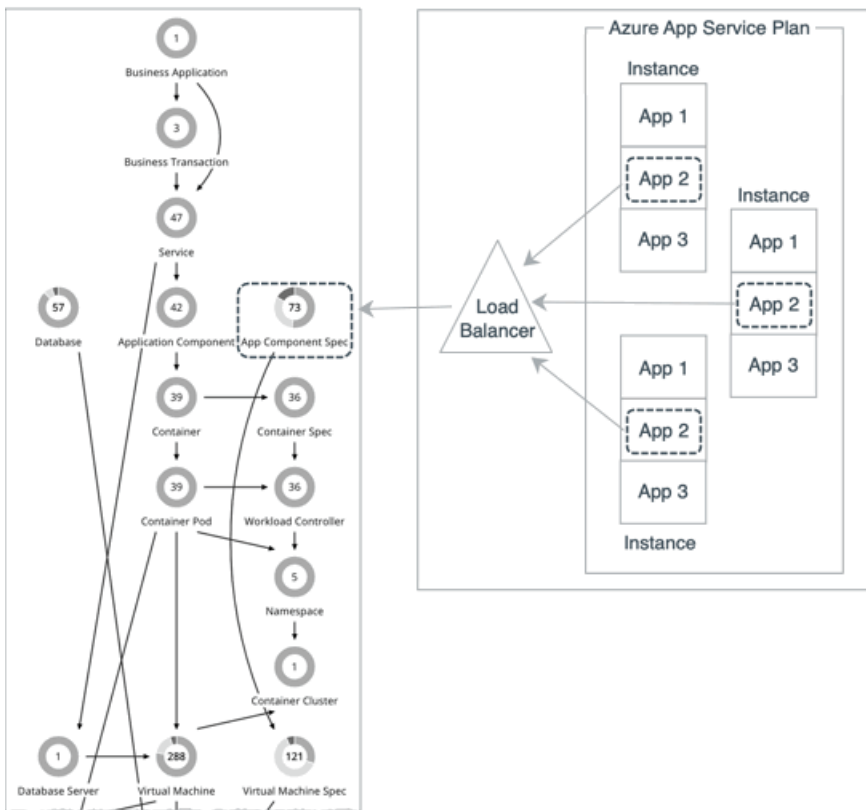 1
Business Application
3
Business Transaction
47
Service
57
Database
42
Application Component
73
App Component Spec
39
Container
36
Container Spec
39
Container Pod
36
Workload Controller
5
Namespace
1
Container Cluster
1
Database Server
288
Virtual Machine
121
Virtual Machine Spec
Azure App Service Plan
Instance
App 1
App 2
App 3
Instance
App 1
App 2
App 3
Load
Balancer
App 1
App 2
App 3
Instance